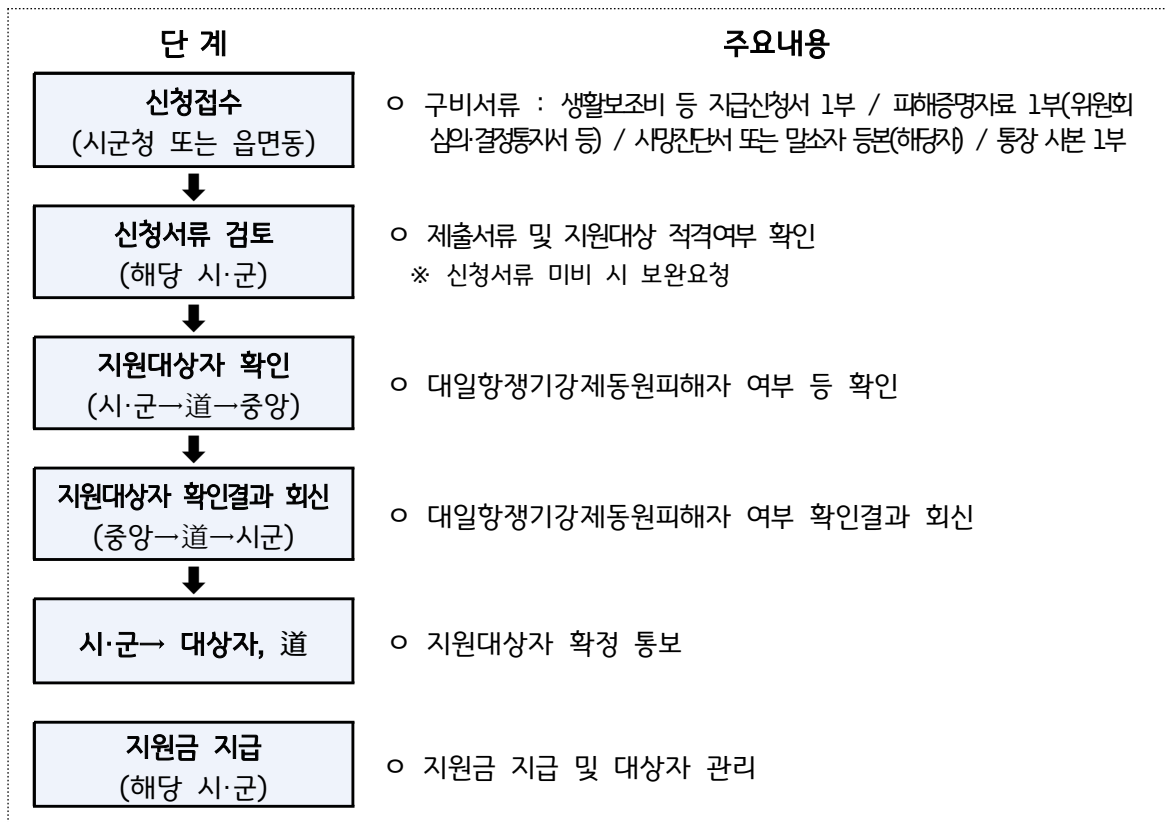 단 계
주요내용
신청접수
(시군청 또는 읍면동)
ㅇ 구비서류 : 생활보조비 등 지급신청서 1부 / 피해증명자료 1부(위원회
심의·결정통지서 등) / 사망진단서 또는 말소자 등본(해당자) / 통장 사본 1부
신청서류 검토
(해당 시·군)
ㅇ 제출서류 및 지원대상 적격여부 확인
※ 신청서류 미비 시 보완요청
지원대상자 확인
(시·군→道→중앙)
ㅇ 대일항쟁기강제동원피해자 여부 등 확인
지원대상자 확인결과 회신
(중앙→道→시군)
ㅇ 대일항쟁기강제동원피해자 여부 확인결과 회신
시·군→ 대상자, 道
ㅇ 지원대상자 확정 통보
지원금 지급
(해당 시·군)
ㅇ 지원금 지급 및 대상자 관리